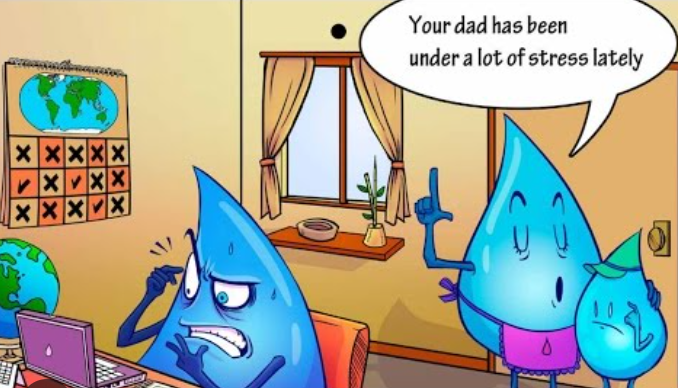 Your dad has been
under a lot of stress lately